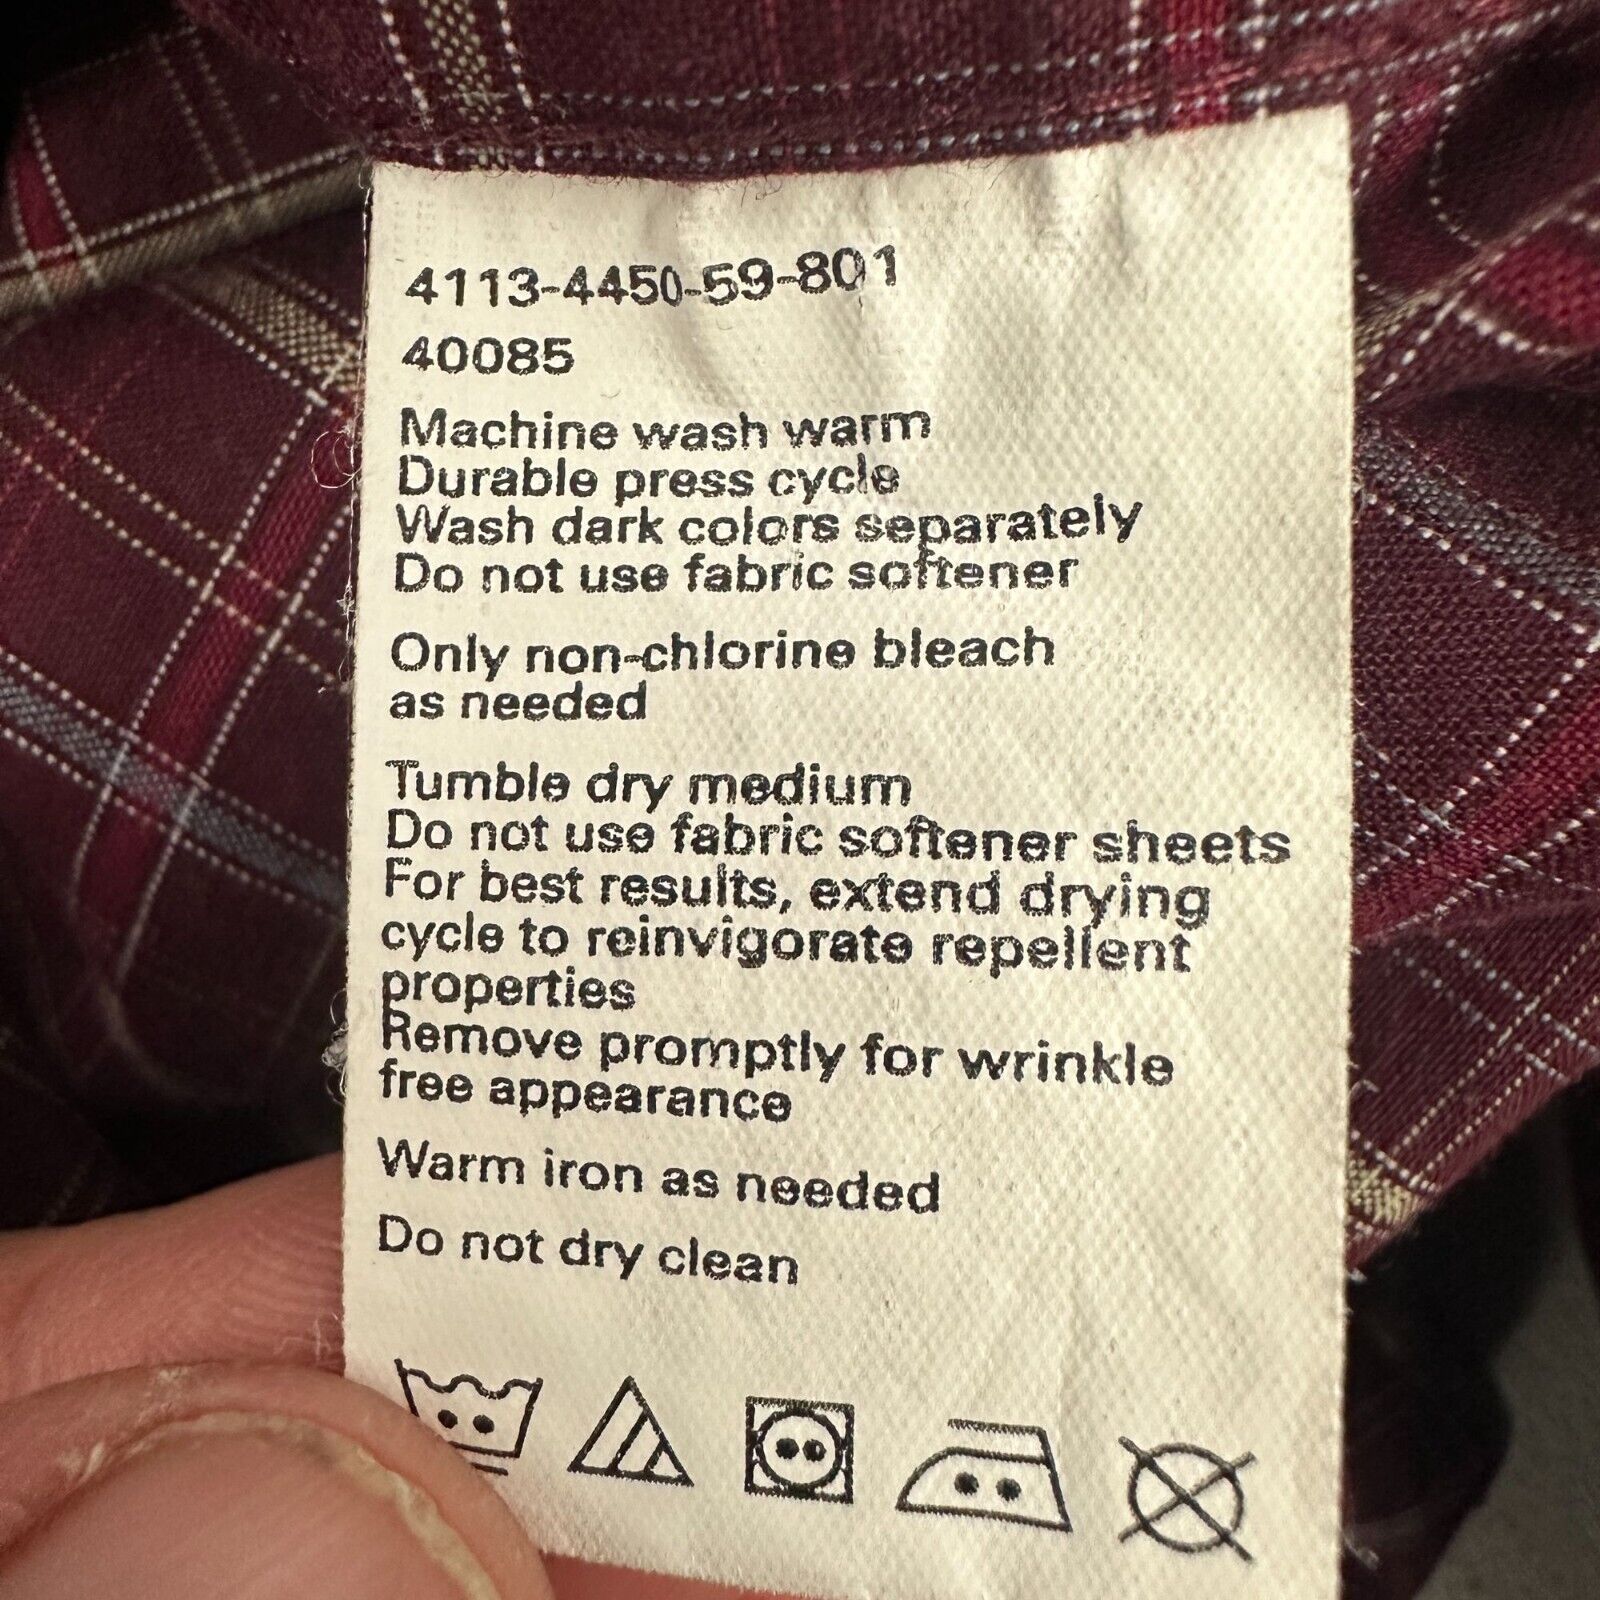 4113-4450-59-801
40085
Machine wash warm
Durable press cycle
Wash dark colors separately
Do not use fabric softener
Only non-chlorine bleach
as needed
Tumble dry medium
Do not use fabric softener sheets
For best results, extend drying
cycle to reinvigorate repellent
properties
Remove promptly for wrinkle
free appearance
Warm iron as needed
Do not dry clean